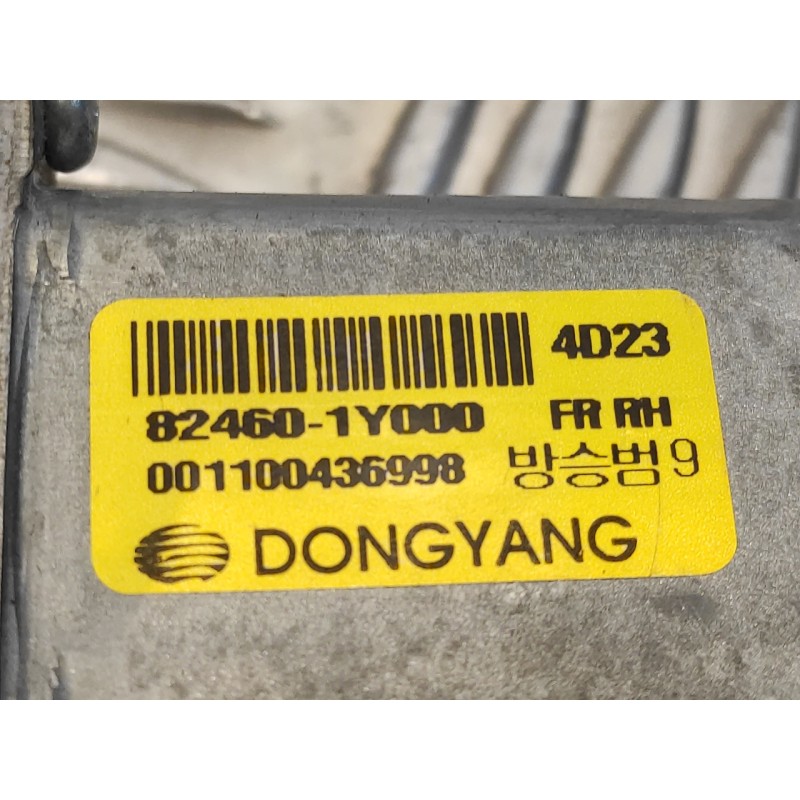 4D23
82460-1Y000 FR RH
001100436998 방승범9
DONGYANG